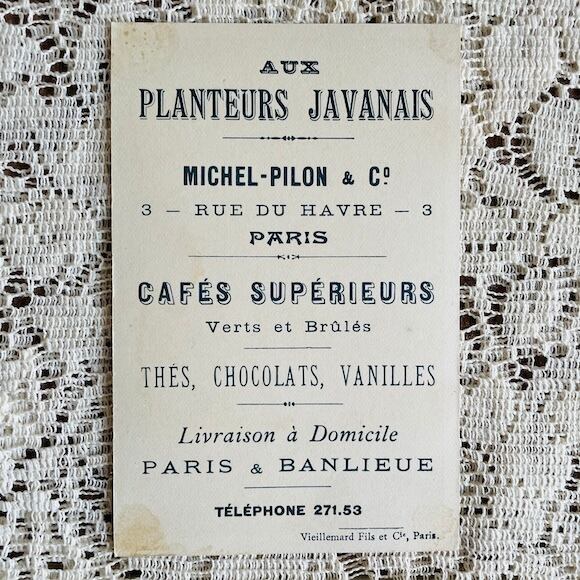 AUX
PLANTEURS JAVANAIS
MICHEL-PILON & Cº
3 – RUE DU HAVRE – 3
PARIS
CAFÉS SUPÉRIEURS
Verts et Brûlés
THÉS, CHOCOLATS, VANILLES
Livraison à Domicile
PARIS & BANLIEUE
TÉLÉPHONE 271.53
Vieillemard Fils et Cie, Paris.